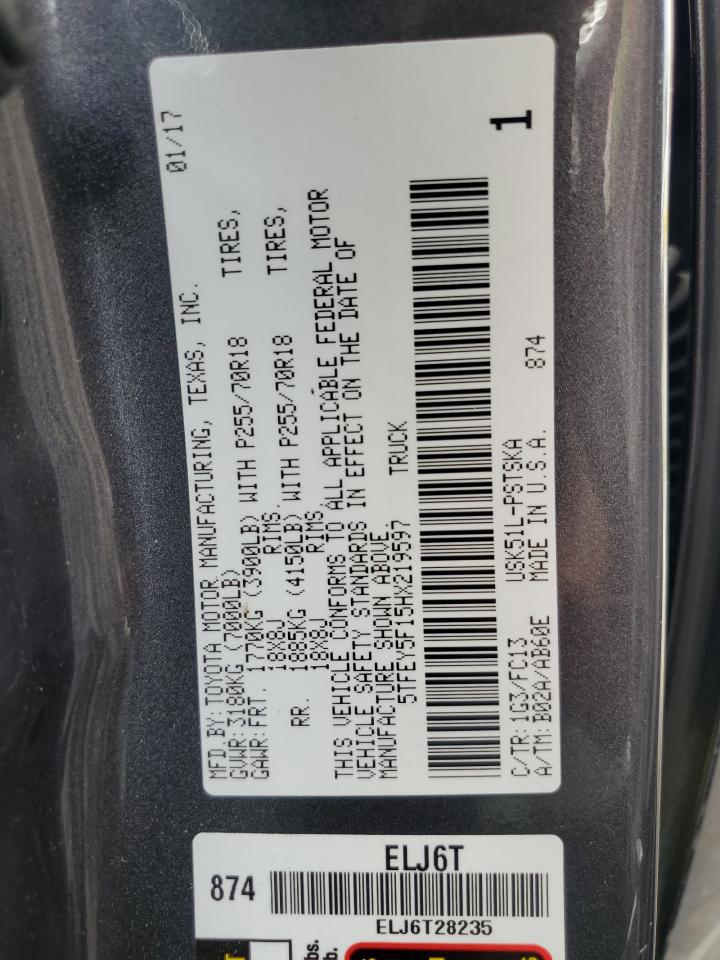 01/17
MFD BY: TOYOTA MOTOR MANUFACTURING, TEXAS, INC.
GVWR: 3180KG (7000LB)
GAWR: FRT. 1770KG (3900LB) WITH P255/70R18 TIRES,
18X8J RIMS.
RR. 1885KG (4150LB) WITH P255/70R18 TIRES,
18X8J RIMS.
THIS VEHICLE CONFORMS TO ALL APPLICABLE FEDERAL MOTOR
VEHICLE SAFETY STANDARDS IN EFFECT ON THE DATE OF
MANUFACTURE SHOWN ABOVE.
5TFEY5F15HX219597 TRUCK
1
C/TR: 1G3/FC13 USK51L-PSTSKA 874
A/TM: B02A/AB60E MADE IN U.S.A.
ELJ6T
874
ELJ6T28235